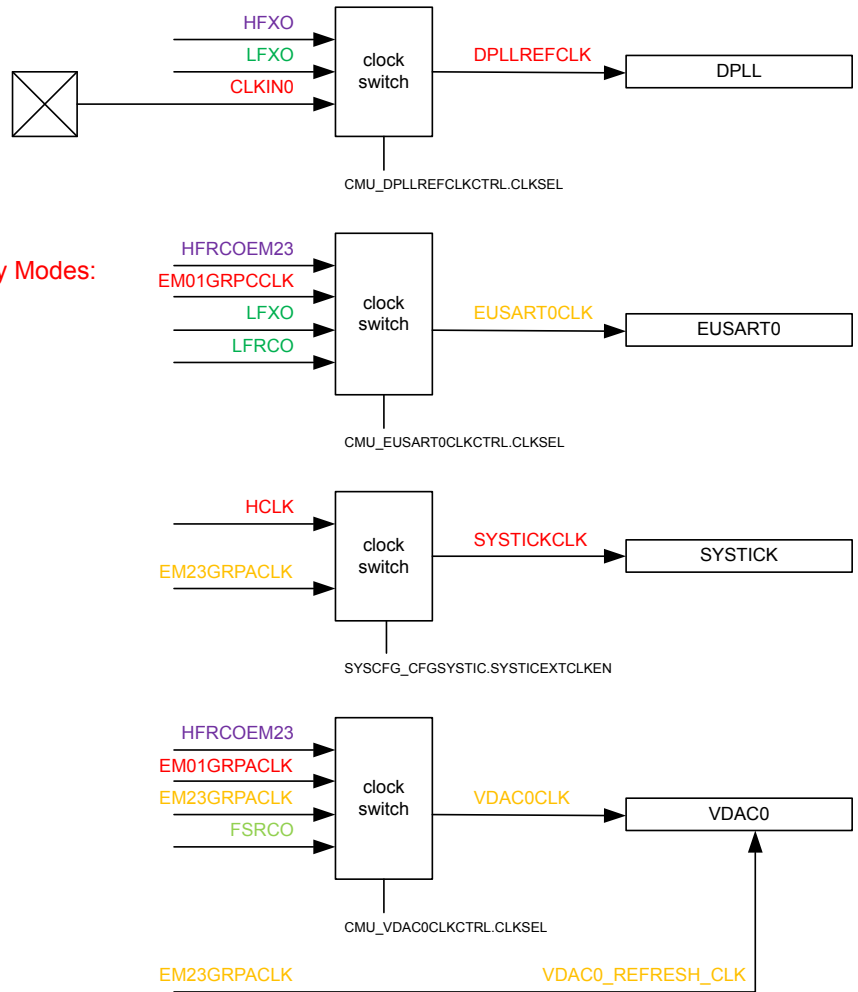 HFXO
LFXO
CLKIN0
clock
switch
DPLLREFCLK
DPLL
CMU_DPLLREFCLKCTRL.CLKSEL
y Modes:
HFRCOEM23
EM01GRPCCLK
LFXO
LFRCO
clock
switch
EUSART0CLK
EUSART0
CMU_EUSART0CLKCTRL.CLKSEL
HCLK
EM23GRPACLK
clock
switch
SYSTICKCLK
SYSTICK
SYSCFG_CFGSYSTIC.SYSTICEXTCLKEN
HFRCOEM23
EM01GRPACLK
EM23GRPACLK
FSRCO
clock
switch
VDAC0CLK
VDAC0
CMU_VDAC0CLKCTRL.CLKSEL
EM23GRPACLK
VDAC0_REFRESH_CLK